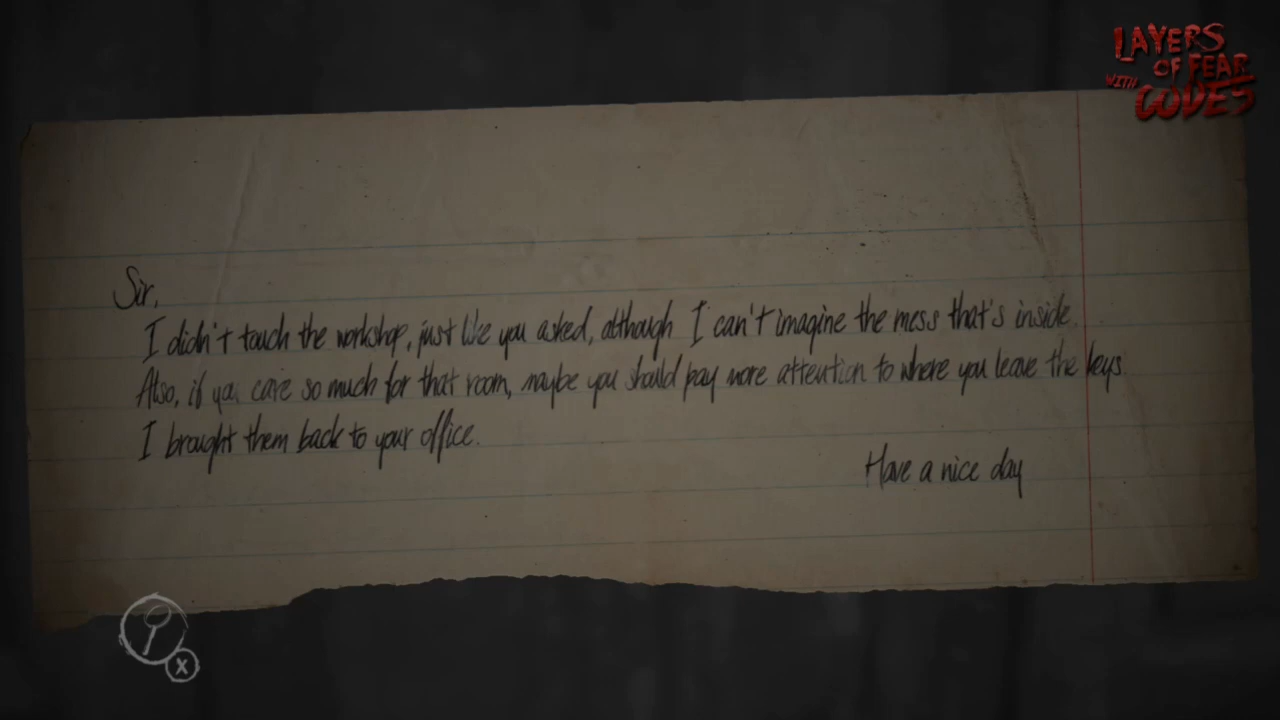 LAYERS
OF FEAR
WITH
CODES
Sir,
I didn't touch the workshop, just like you asked, although I can't imagine the mess that's inside.
Also, if you care so much for that room, maybe you should pay more attention to where you leave the keys.
I brought them back to your office.
Have a nice day
X